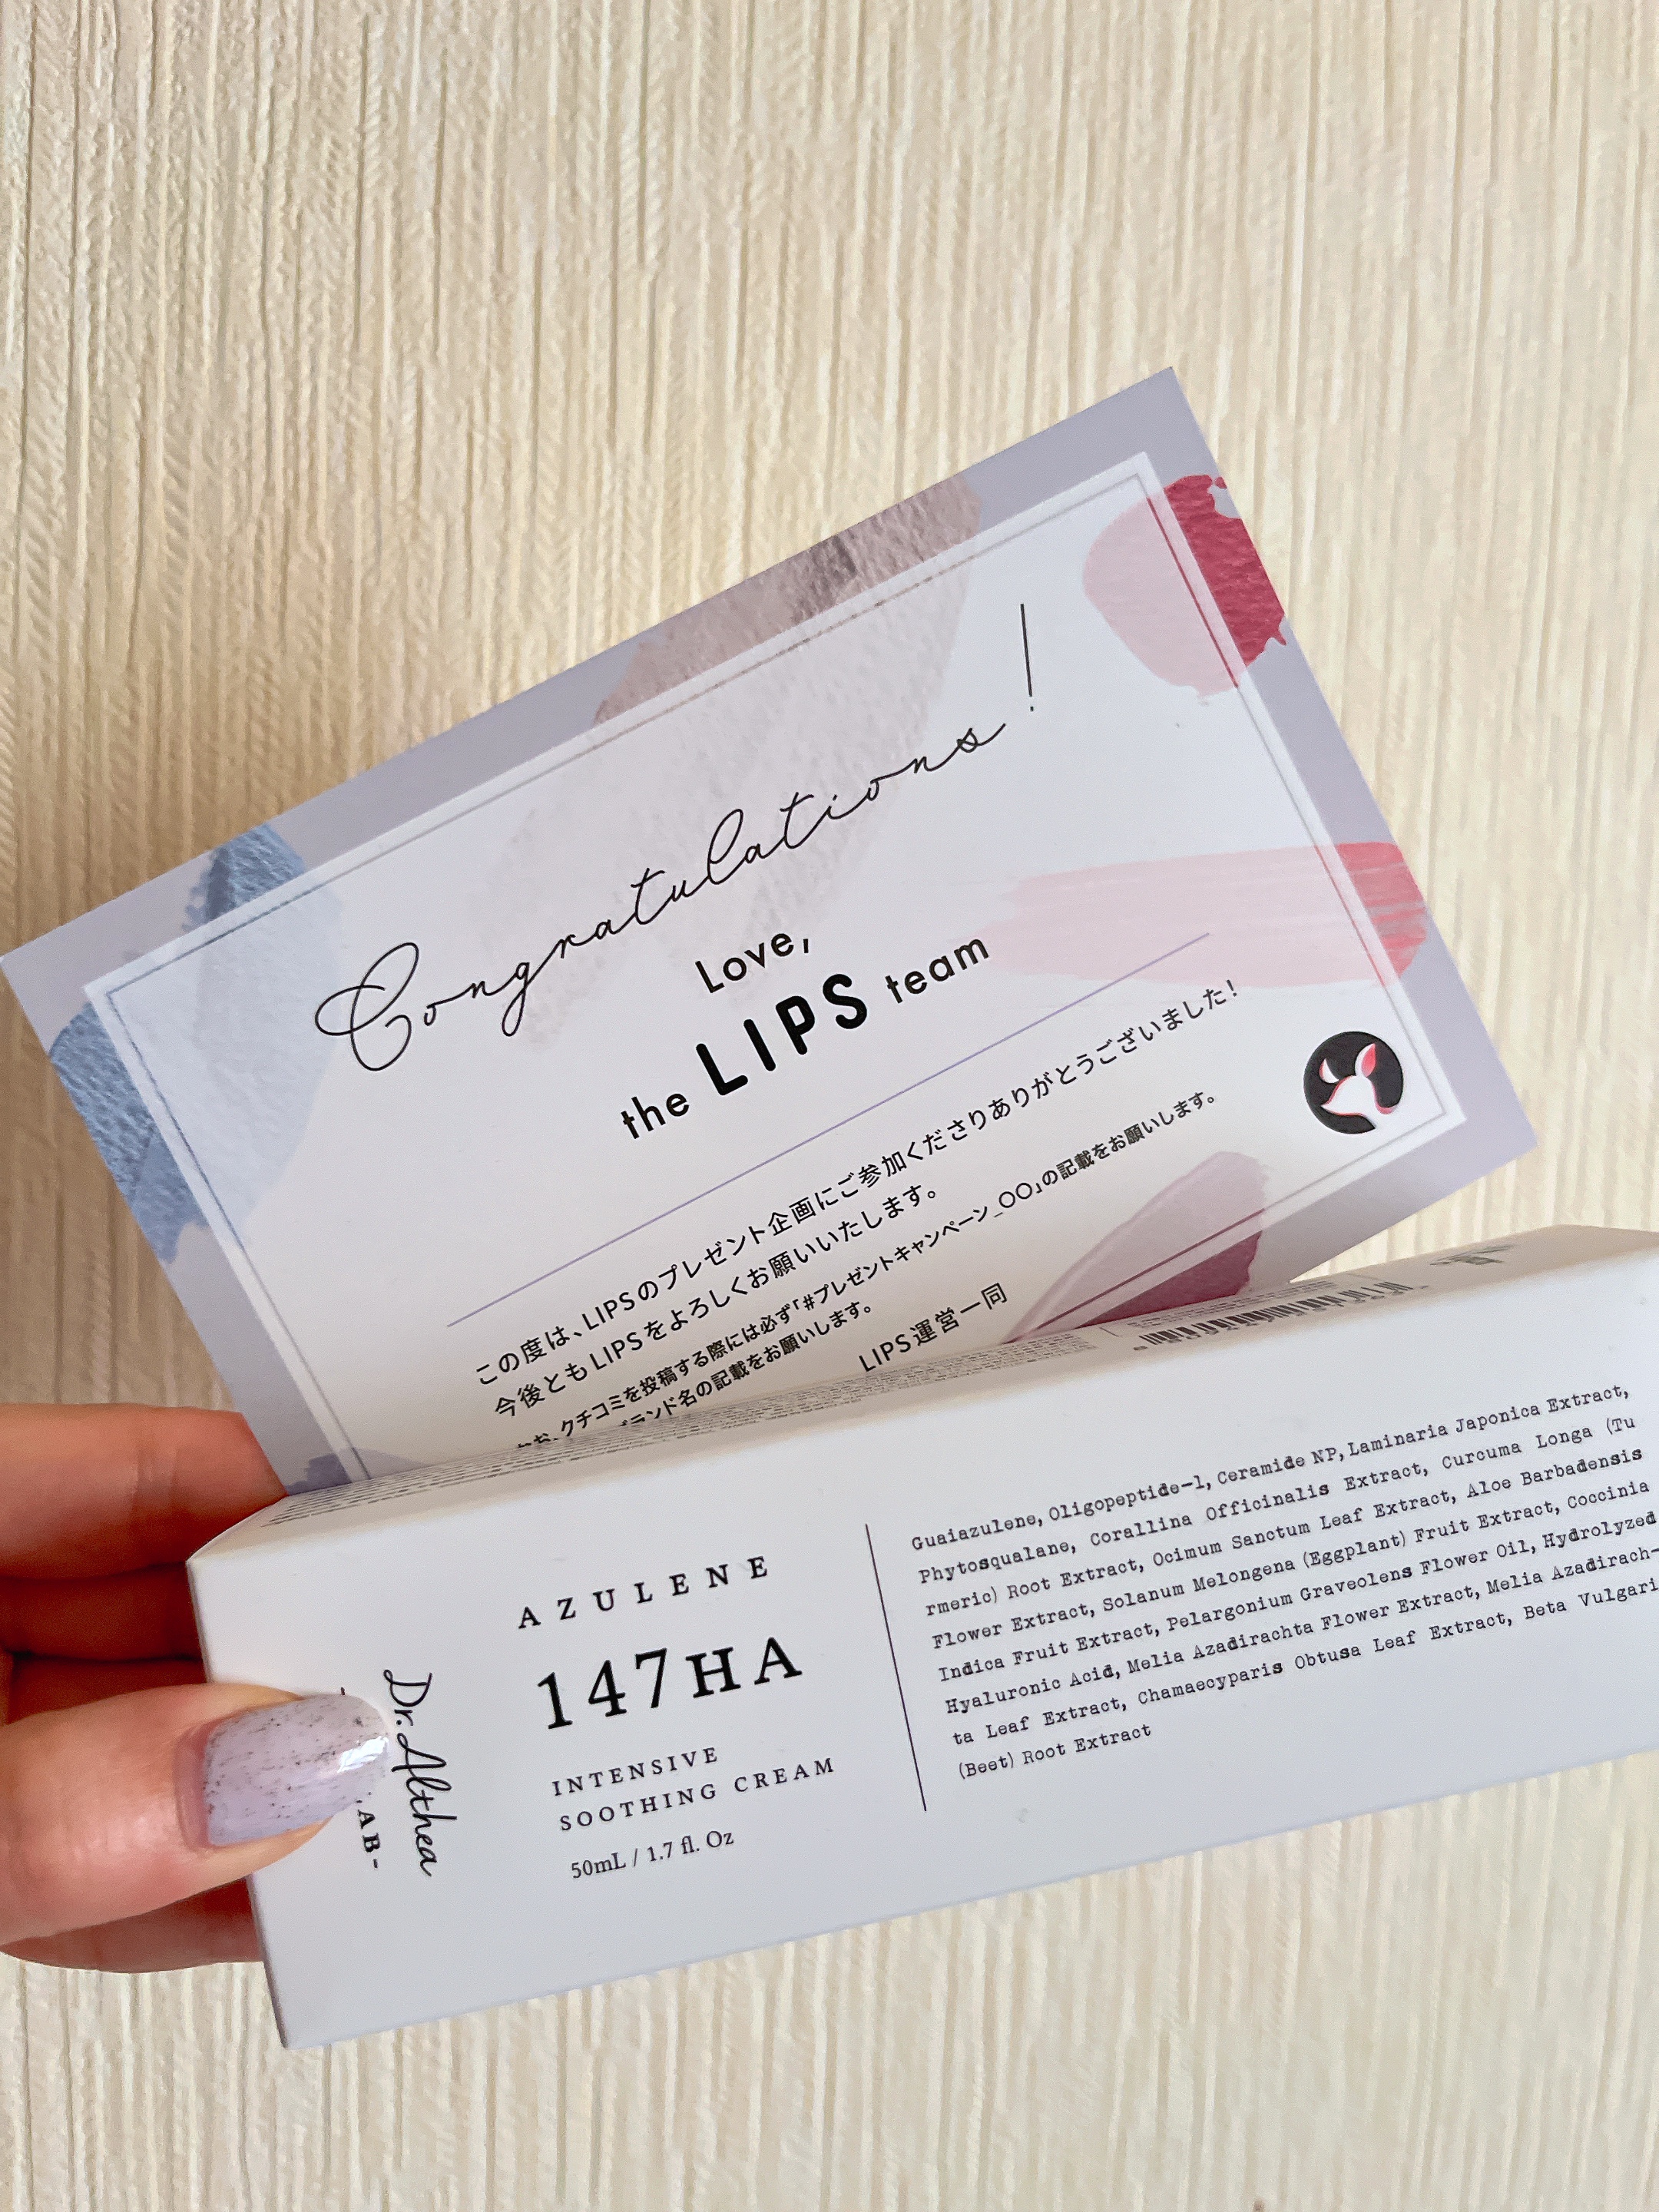 Congratulations!
Love,
the LIPS team
この度は、LIPSのプレゼント企画にご参加くださりありがとうございました！
今後ともLIPSをよろしくお願いいたします。
クチコミを投稿する際には必ず「#プレゼントキャンペーン_〇〇」の記載をお願いします。
ブランド名の記載をお願いします。
LIPS運営一同
Dr.Althea
AZULENE
147HA
INTENSIVE
SOOTHING CREAM
50mL / 1.7 fl. Oz
Guaiazulene, Oligopeptide-1, Ceramide NP, Laminaria Japonica Extract,
Phytosqualane, Corallina Officinalis Extract, Curcuma Longa (Tu
rmeric) Root Extract, Ocimum Sanctum Leaf Extract, Aloe Barbadensis
Flower Extract, Solanum Melongena (Eggplant) Fruit Extract, Coccinia
Indica Fruit Extract, Pelargonium Graveolens Flower Oil, Hydrolyzed
Hyaluronic Acid, Melia Azadirachta Flower Extract, Melia Azadirach-
ta Leaf Extract, Chamaecyparis Obtusa Leaf Extract, Beta Vulgari
(Beet) Root Extract